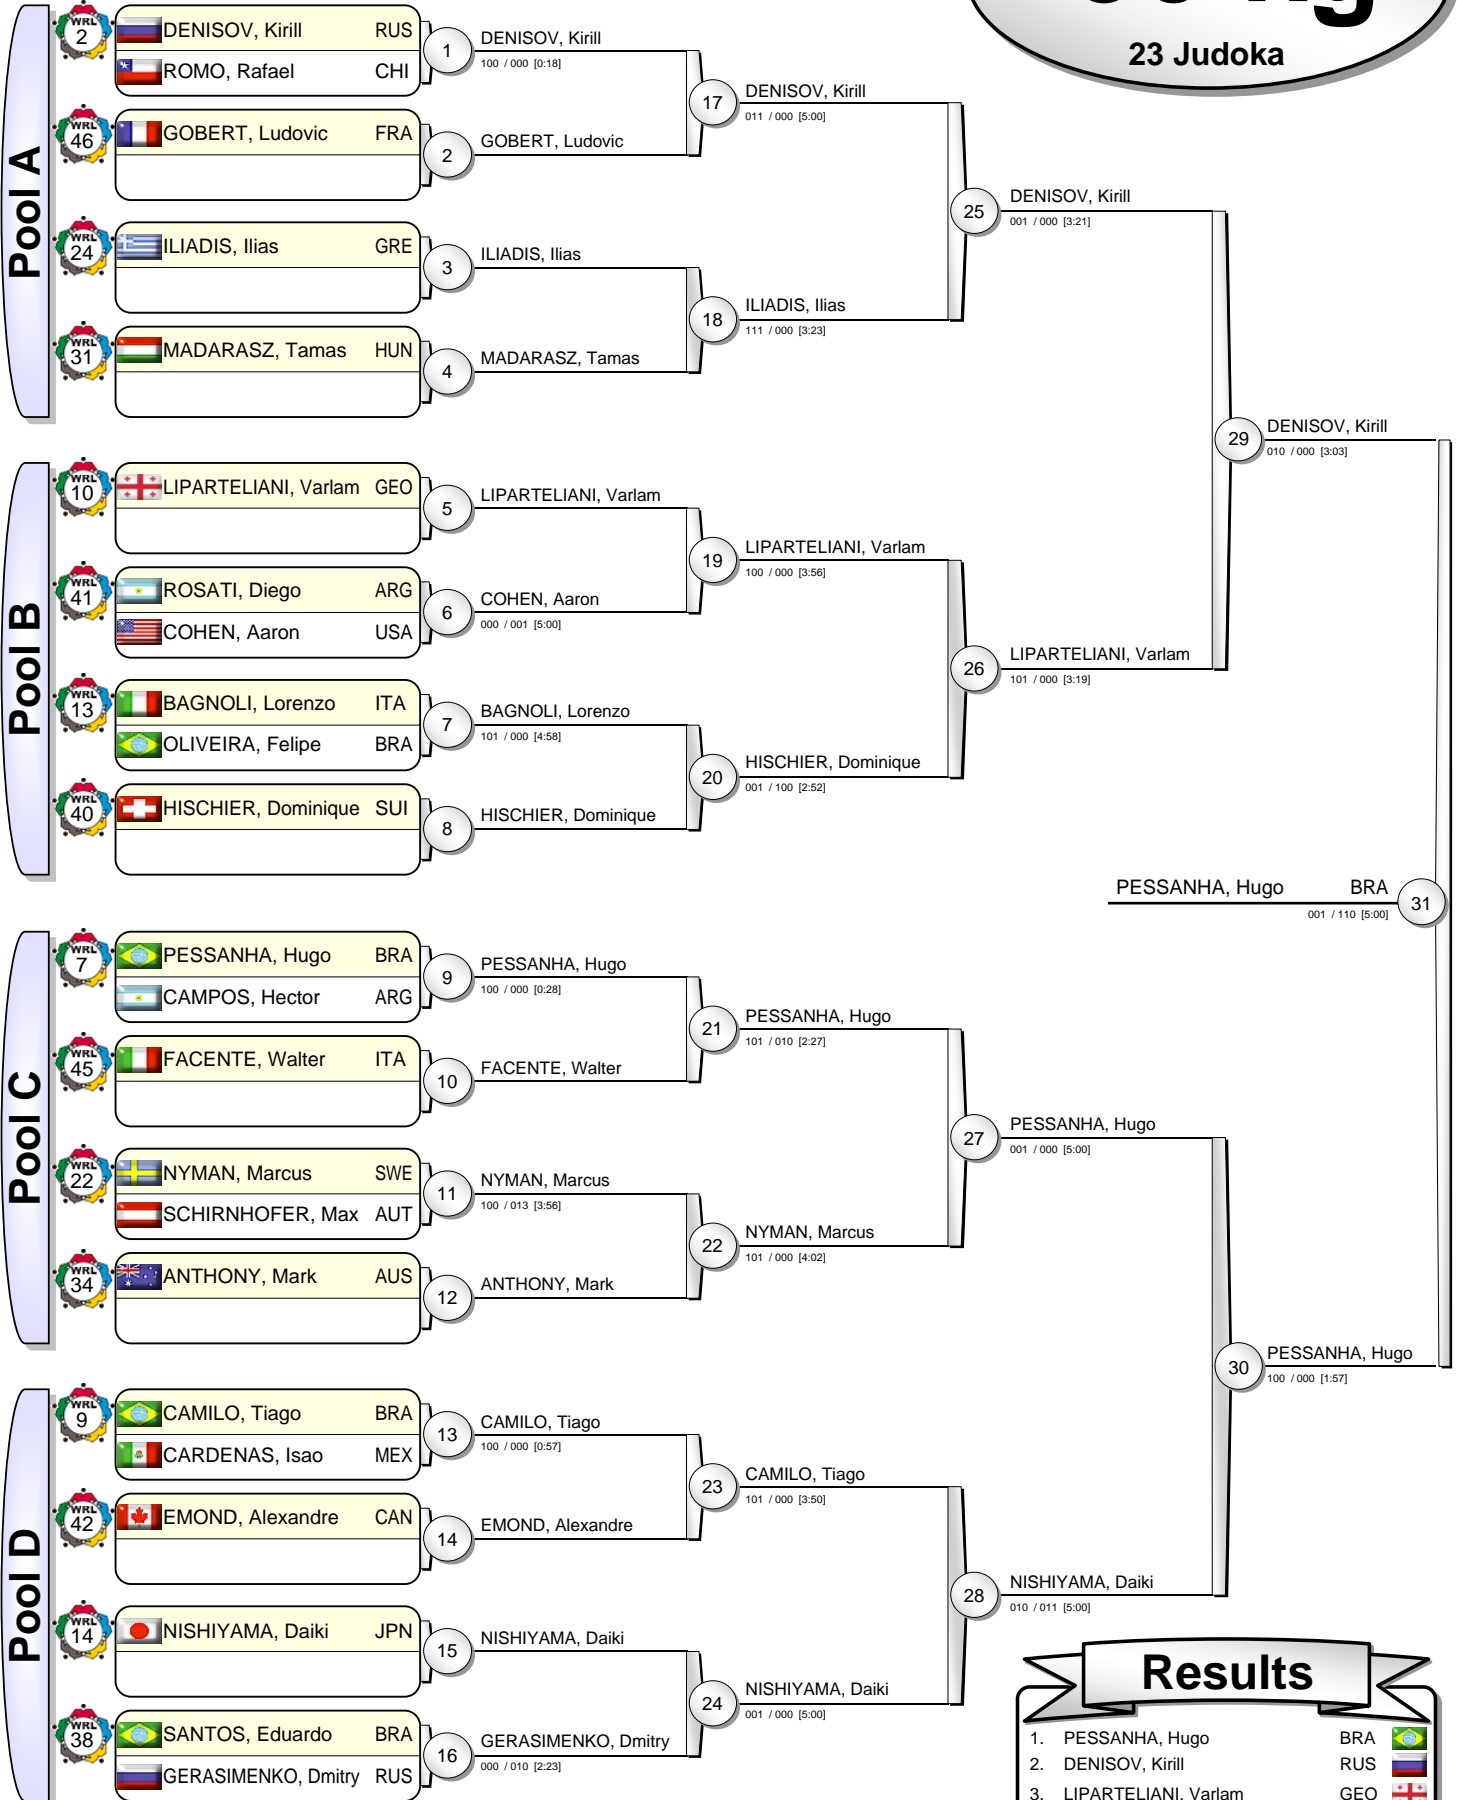 23 Judoka
Pool A
WRL 2
DENISOV, Kirill RUS
ROMO, Rafael CHI
WRL 46
GOBERT, Ludovic FRA
WRL 24
ILIADIS, Ilias GRE
WRL 31
MADARASZ, Tamas HUN
1
DENISOV, Kirill
100 / 000 [0:18]
2
GOBERT, Ludovic
3
ILIADIS, Ilias
4
MADARASZ, Tamas
17
DENISOV, Kirill
011 / 000 [5:00]
18
ILIADIS, Ilias
111 / 000 [3:23]
25
DENISOV, Kirill
001 / 000 [3:21]
Pool B
WRL 10
LIPARTELIANI, Varlam GEO
WRL 41
ROSATI, Diego ARG
COHEN, Aaron USA
WRL 13
BAGNOLI, Lorenzo ITA
OLIVEIRA, Felipe BRA
WRL 40
HISCHIER, Dominique SUI
5
LIPARTELIANI, Varlam
6
COHEN, Aaron
000 / 001 [5:00]
7
BAGNOLI, Lorenzo
101 / 000 [4:58]
8
HISCHIER, Dominique
19
LIPARTELIANI, Varlam
100 / 000 [3:56]
20
HISCHIER, Dominique
001 / 100 [2:52]
26
LIPARTELIANI, Varlam
101 / 000 [3:19]
29
DENISOV, Kirill
010 / 000 [3:03]
PESSANHA, Hugo BRA
001 / 110 [5:00]
31
Pool C
WRL 7
PESSANHA, Hugo BRA
CAMPOS, Hector ARG
WRL 45
FACENTE, Walter ITA
WRL 22
NYMAN, Marcus SWE
SCHIRNHOFER, Max AUT
WRL 34
ANTHONY, Mark AUS
9
PESSANHA, Hugo
100 / 000 [0:28]
10
FACENTE, Walter
11
NYMAN, Marcus
100 / 013 [3:56]
12
ANTHONY, Mark
21
PESSANHA, Hugo
101 / 010 [2:27]
22
NYMAN, Marcus
101 / 000 [4:02]
27
PESSANHA, Hugo
001 / 000 [5:00]
Pool D
WRL 9
CAMILO, Tiago BRA
CARDENAS, Isao MEX
WRL 42
EMOND, Alexandre CAN
WRL 14
NISHIYAMA, Daiki JPN
WRL 38
SANTOS, Eduardo BRA
GERASIMENKO, Dmitry RUS
13
CAMILO, Tiago
100 / 000 [0:57]
14
EMOND, Alexandre
15
NISHIYAMA, Daiki
16
GERASIMENKO, Dmitry
000 / 010 [2:23]
23
CAMILO, Tiago
101 / 000 [3:50]
24
NISHIYAMA, Daiki
001 / 000 [5:00]
28
NISHIYAMA, Daiki
010 / 011 [5:00]
30
PESSANHA, Hugo
100 / 000 [1:57]
Results
1. PESSANHA, Hugo BRA
2. DENISOV, Kirill RUS
3. LIPARTELIANI, Varlam GEO